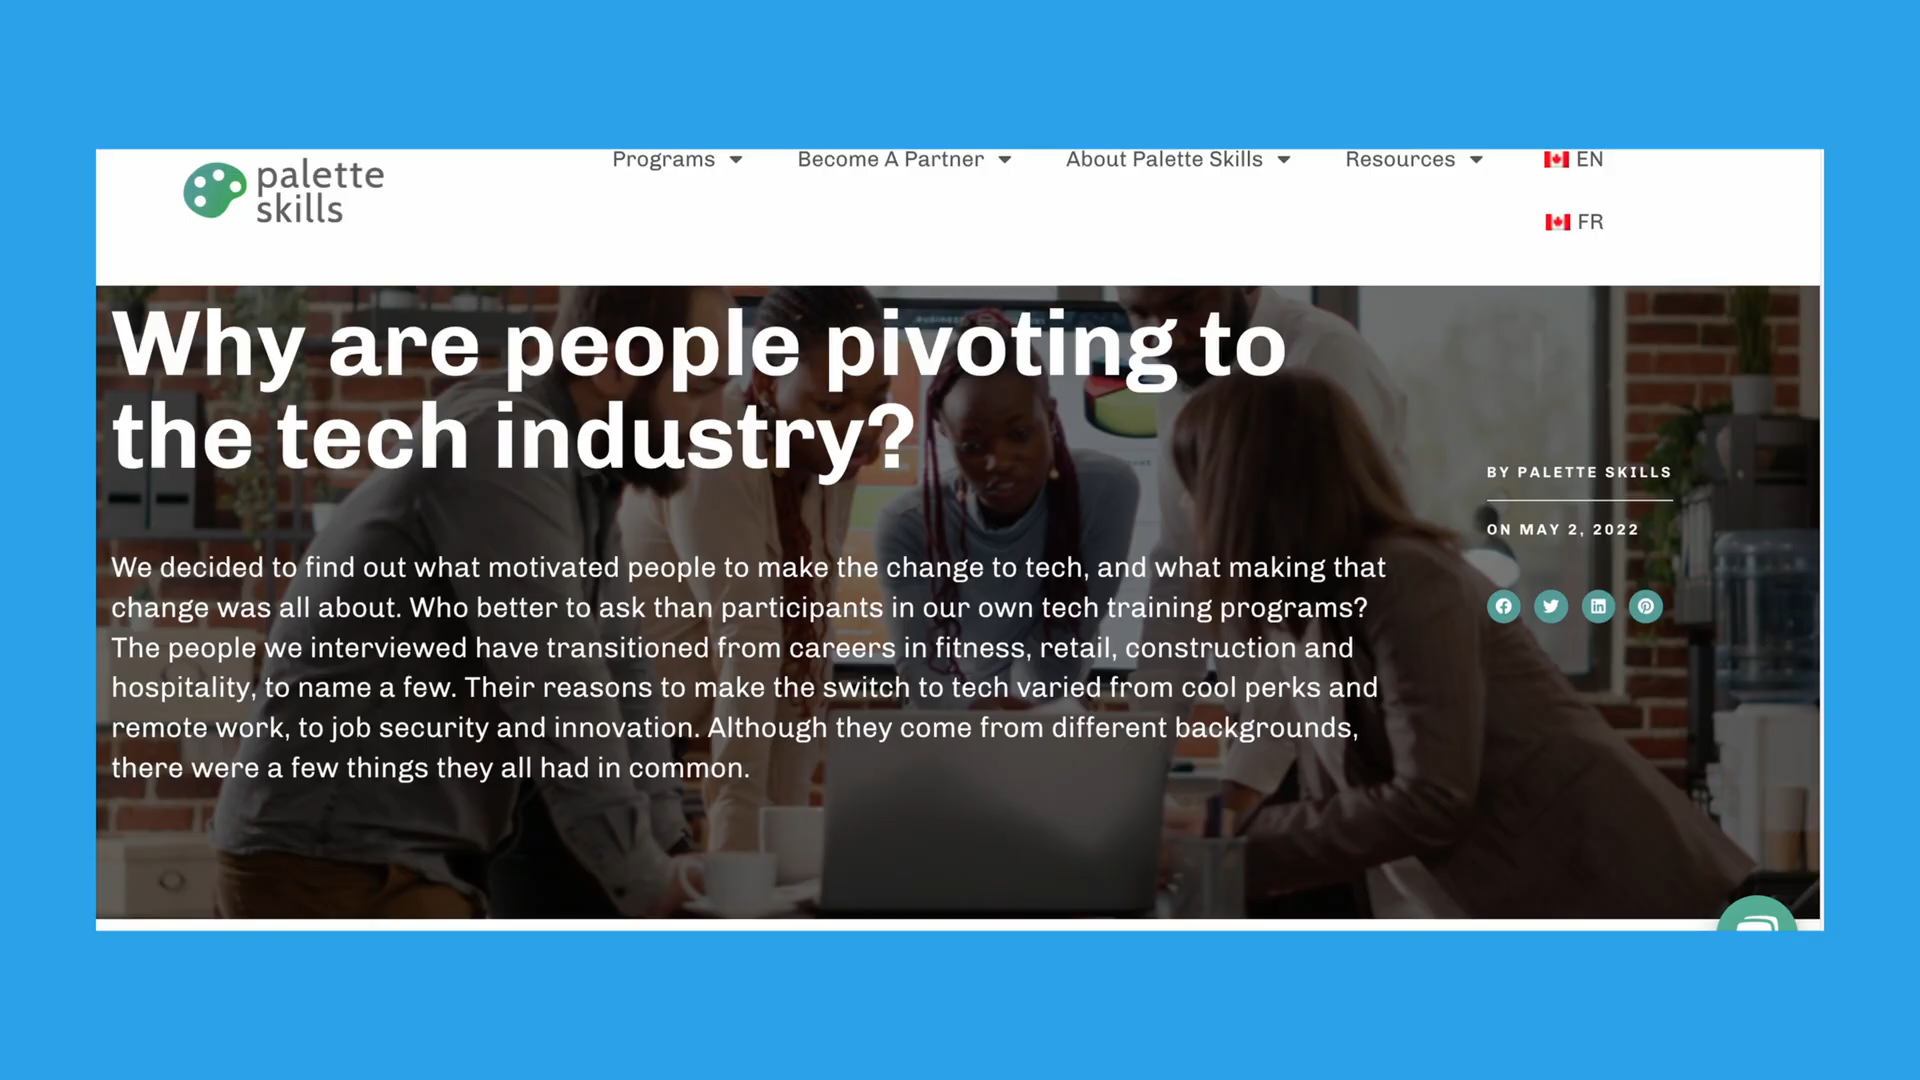 palette
skills
Programs
Become A Partner
About Palette Skills
Resources
EN
FR
Why are people pivoting to
the tech industry?
We decided to find out what motivated people to make the change to tech, and what making that
change was all about. Who better to ask than participants in our own tech training programs?
The people we interviewed have transitioned from careers in fitness, retail, construction and
hospitality, to name a few. Their reasons to make the switch to tech varied from cool perks and
remote work, to job security and innovation. Although they come from different backgrounds,
there were a few things they all had in common.
BY PALETTE SKILLS
ON MAY 2, 2022